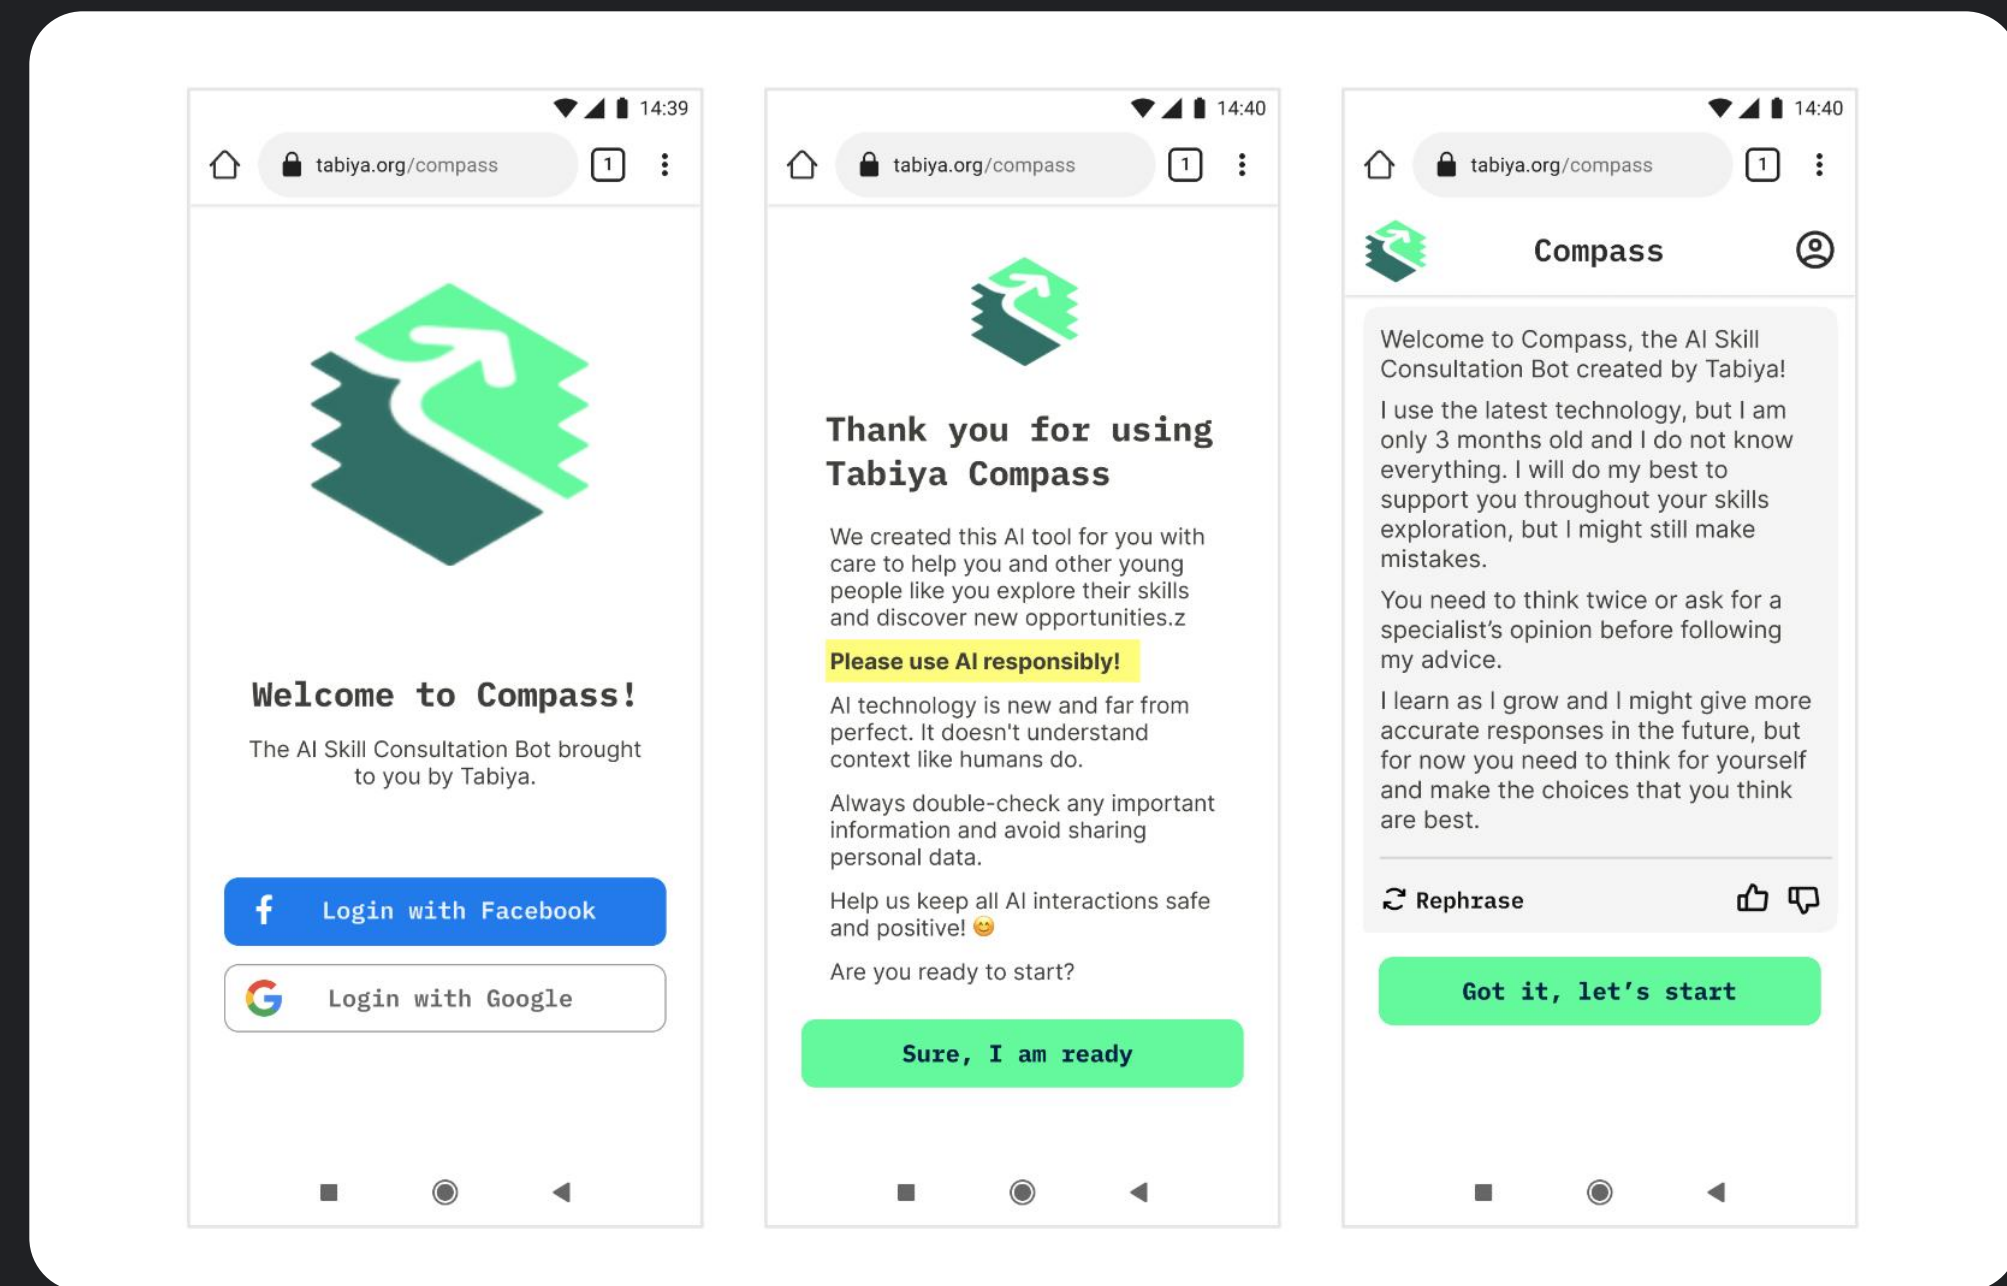 14:39
tabiya.org/compass
1
Welcome to Compass!
The AI Skill Consultation Bot brought
to you by Tabiya.
Login with Facebook
Login with Google
14:40
tabiya.org/compass
1
Thank you for using
Tabiya Compass
We created this AI tool for you with
care to help you and other young
people like you explore their skills
and discover new opportunities.z
Please use AI responsibly!
AI technology is new and far from
perfect. It doesn't understand
context like humans do.
Always double-check any important
information and avoid sharing
personal data.
Help us keep all AI interactions safe
and positive! 😊
Are you ready to start?
Sure, I am ready
14:40
tabiya.org/compass
1
Compass
Welcome to Compass, the AI Skill
Consultation Bot created by Tabiya!
I use the latest technology, but I am
only 3 months old and I do not know
everything. I will do my best to
support you throughout your skills
exploration, but I might still make
mistakes.
You need to think twice or ask for a
specialist’s opinion before following
my advice.
I learn as I grow and I might give more
accurate responses in the future, but
for now you need to think for yourself
and make the choices that you think
are best.
Rephrase
Got it, let’s start